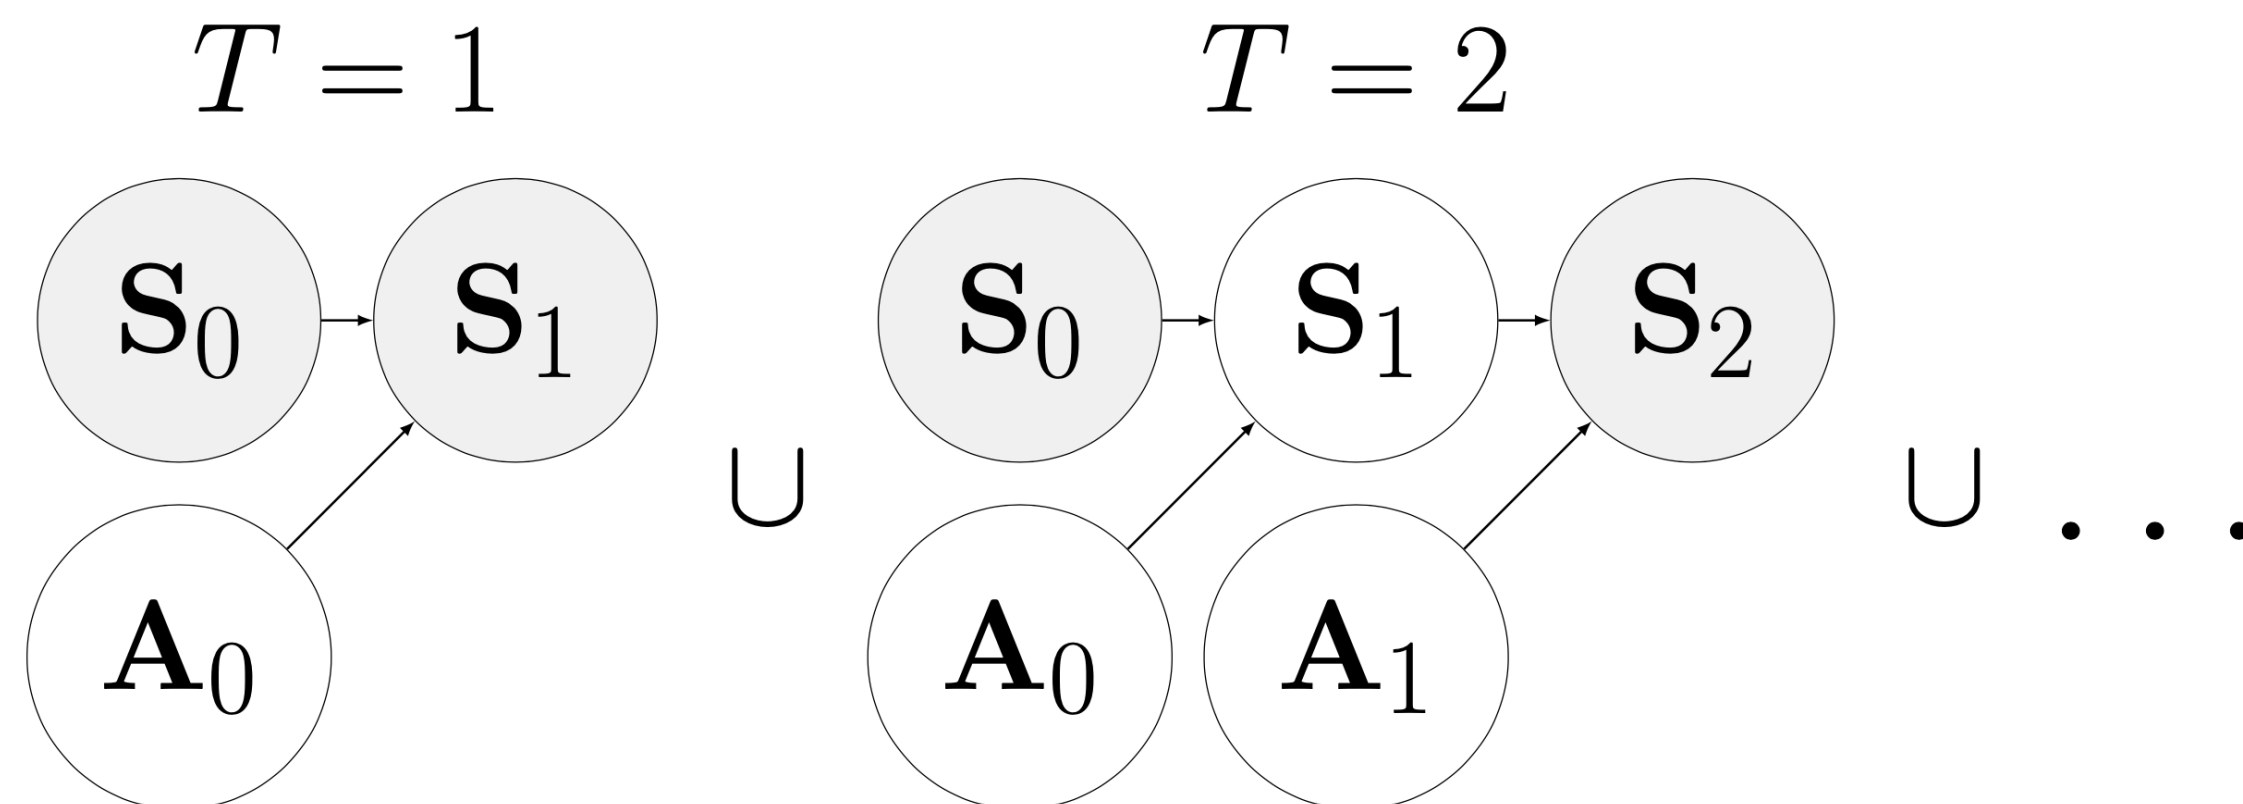 T = 1 T = 2
S₀ S₁ S₀ S₁ S₂
∪ ∪ . . .
A₀ A₀ A₁